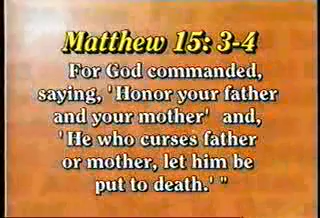 Matthew 15: 3-4
For God commanded,
saying, 'Honor your father
and your mother' and,
'He who curses father
or mother, let him be
put to death.' "